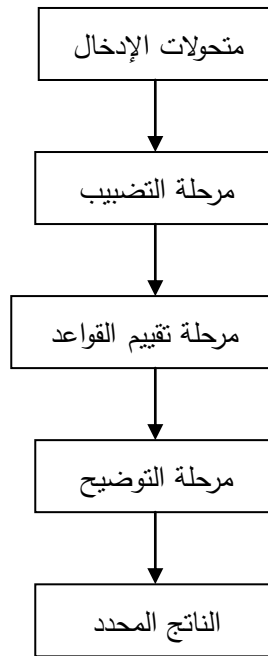 متحولات الإدخال
مرحلة التضبيب
مرحلة تقييم القواعد
مرحلة التوضيح
الناتج المحدد